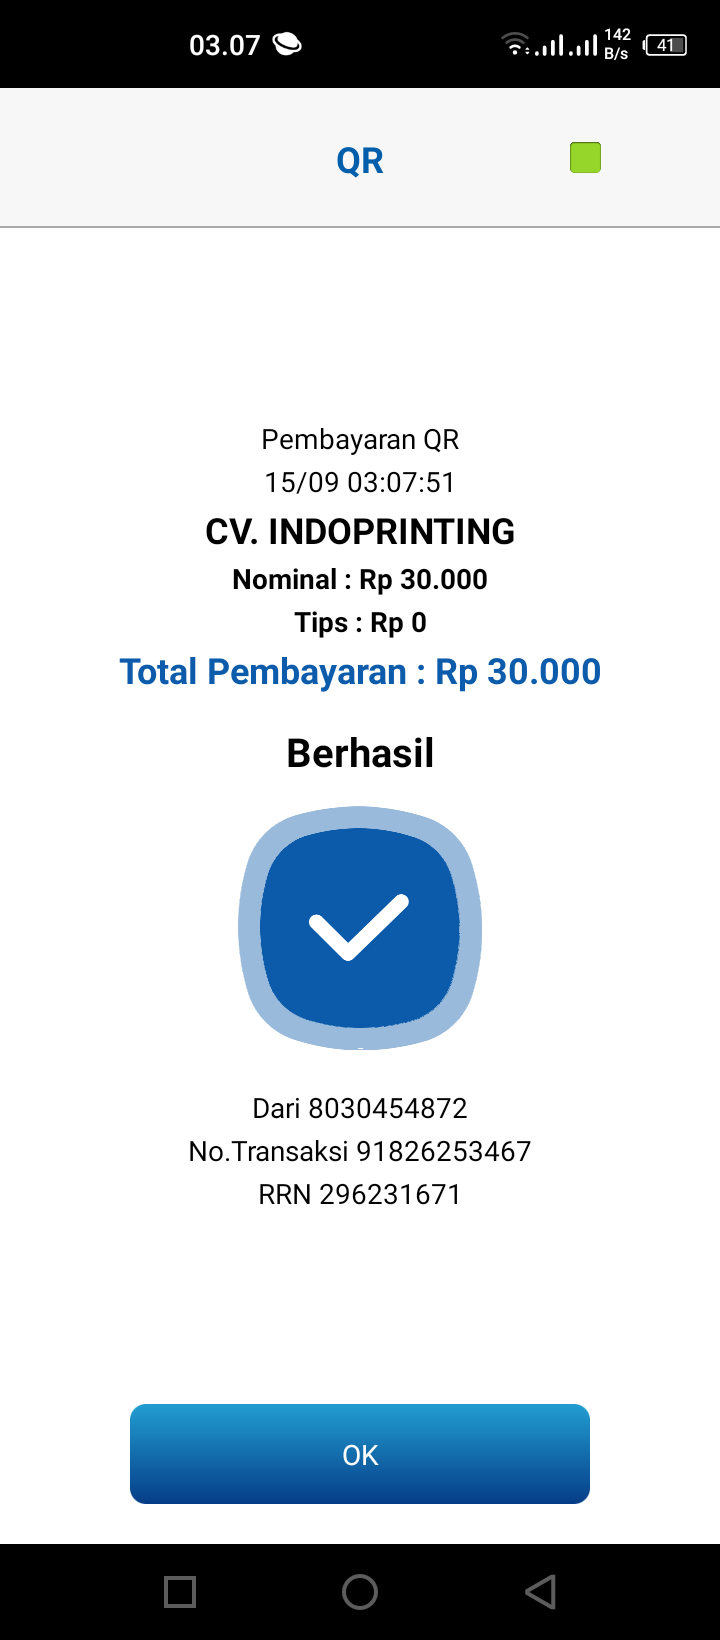 03.07
142
B/s
41
QR
Pembayaran QR
15/09 03:07:51
CV. INDOPRINTING
Nominal : Rp 30.000
Tips : Rp 0
Total Pembayaran : Rp 30.000
Berhasil
Dari 8030454872
No.Transaksi 91826253467
RRN 296231671
OK